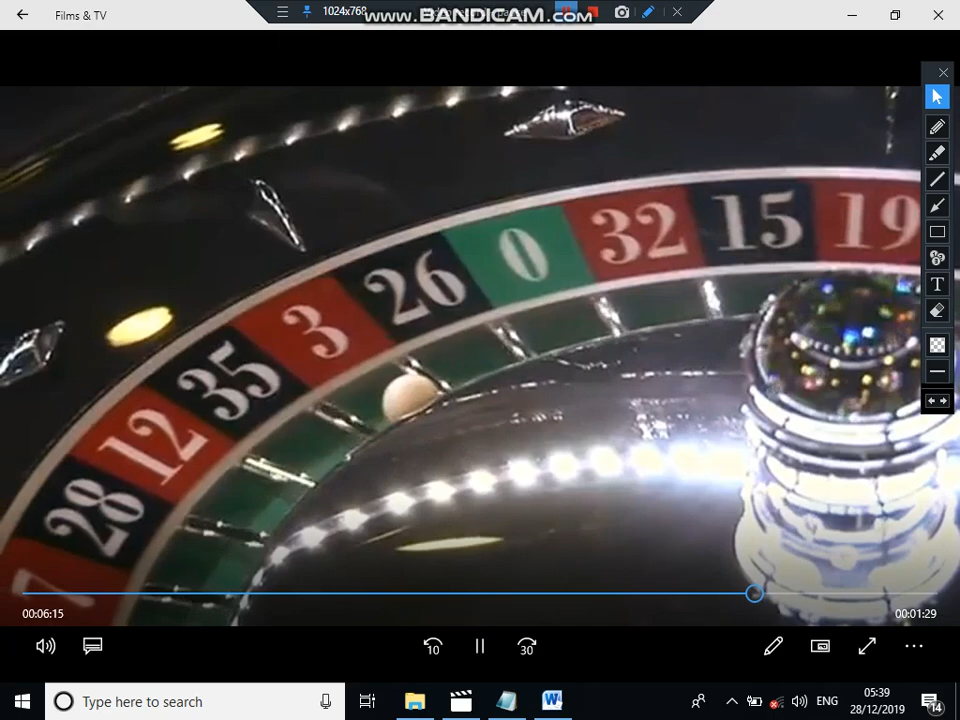 Films & TV
1024x768
www.BANDICAM.com
28 12 35 3 26 0 32 15 19
00:06:15
00:01:29
10
30
T
Type here to search
W
ENG
05:39
28/12/2019
14